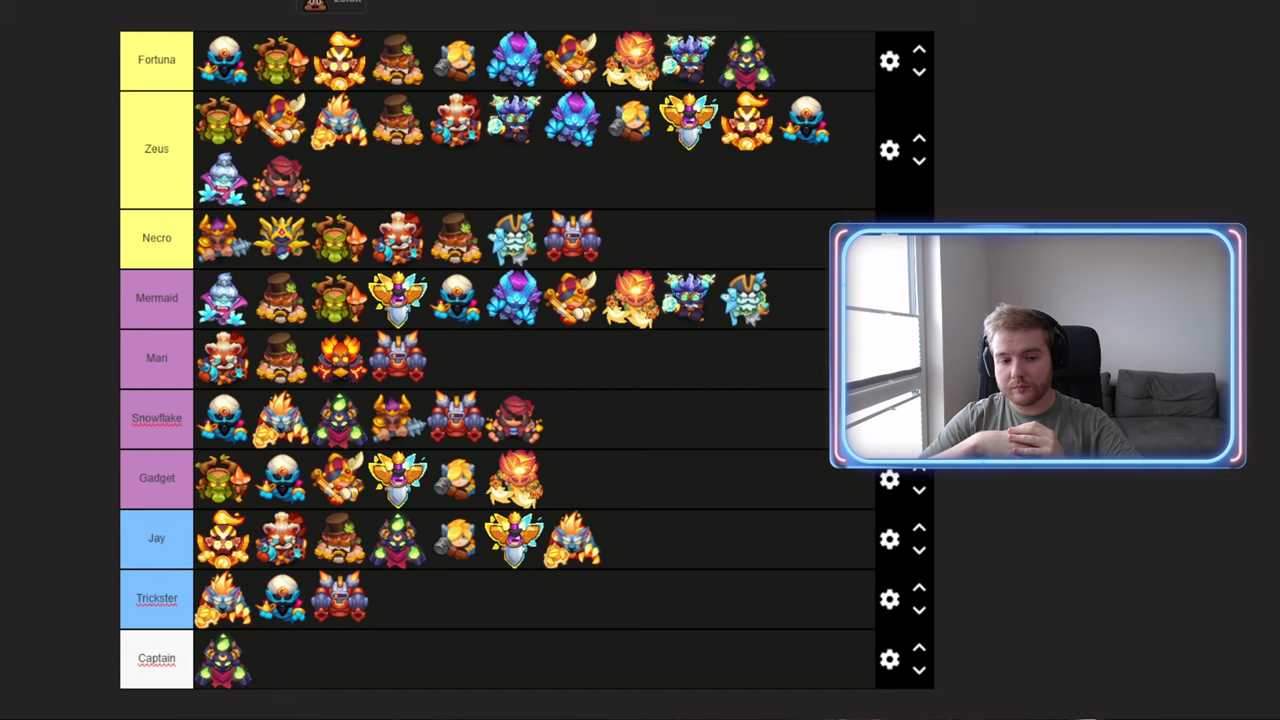 Fortuna
Zeus
Necro
Mermaid
Mari
Snowflake
Gadget
Jay
Trickster
Captain